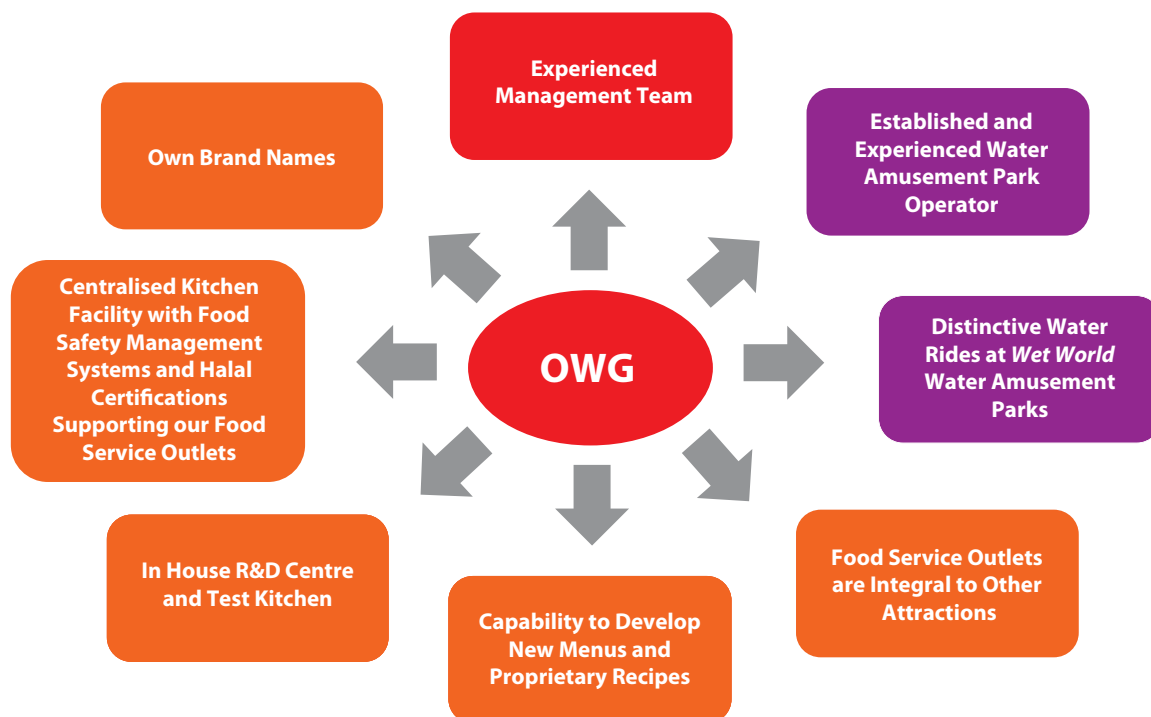 Experienced
Management Team
Own Brand Names
Established and
Experienced Water
Amusement Park
Operator
Centralised Kitchen
Facility with Food
Safety Management
Systems and Halal
Certifications
Supporting our Food
Service Outlets
OWG
Distinctive Water
Rides at Wet World
Water Amusement
Parks
In House R&D Centre
and Test Kitchen
Capability to Develop
New Menus and
Proprietary Recipes
Food Service Outlets
are Integral to Other
Attractions